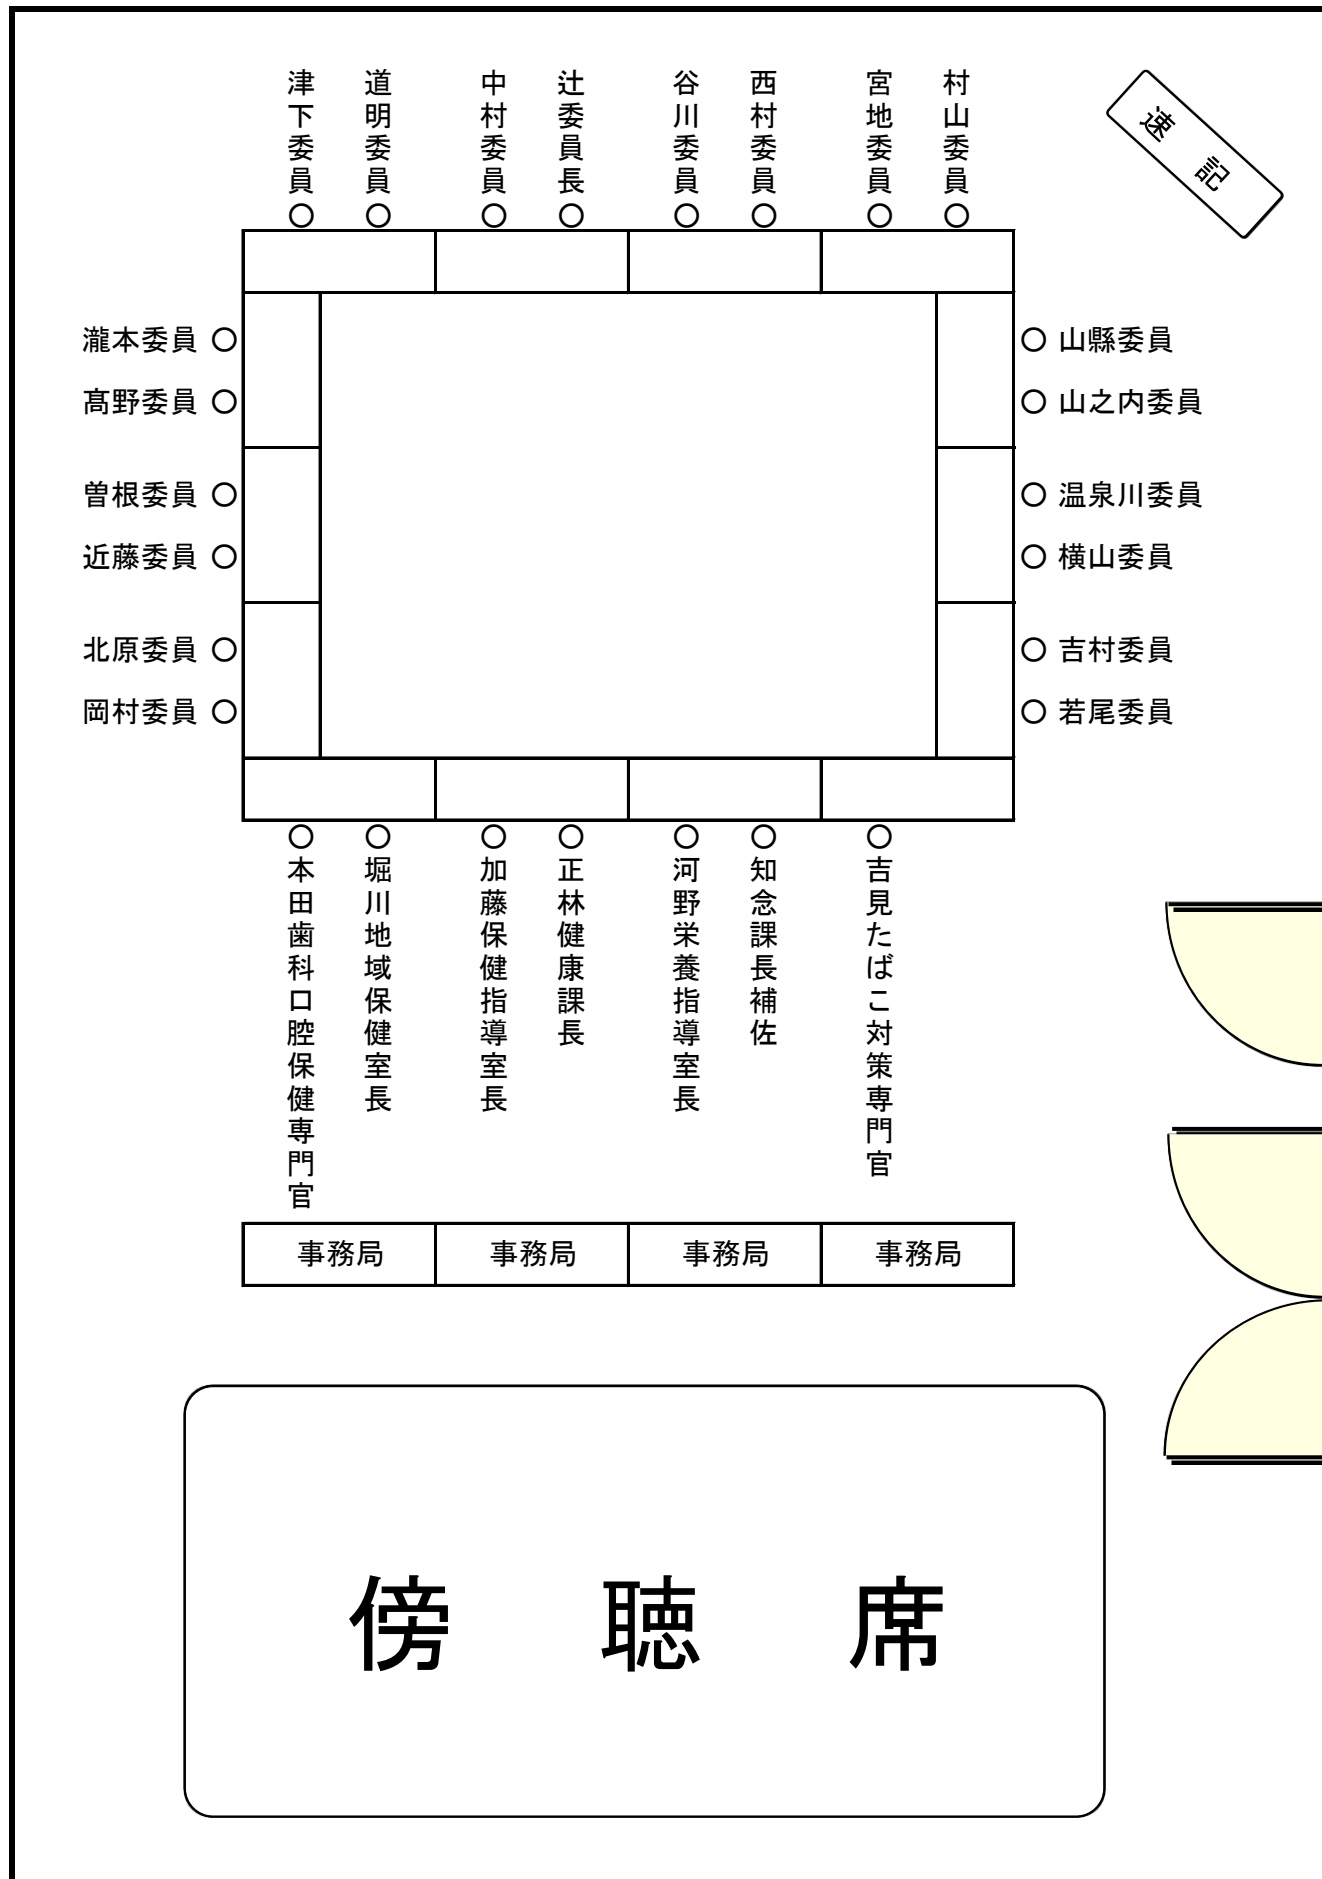 津下委員
道明委員
中村委員
辻委員長
谷川委員
西村委員
宮地委員
村山委員
速記
瀧本委員
髙野委員
曽根委員
近藤委員
北原委員
岡村委員
山縣委員
山之内委員
温泉川委員
横山委員
吉村委員
若尾委員
本田歯科口腔保健専門官
堀川地域保健室長
加藤保健指導室長
正林健康課長
河野栄養指導室長
知念課長補佐
吉見たばこ対策専門官
事務局
事務局
事務局
事務局
傍聴席